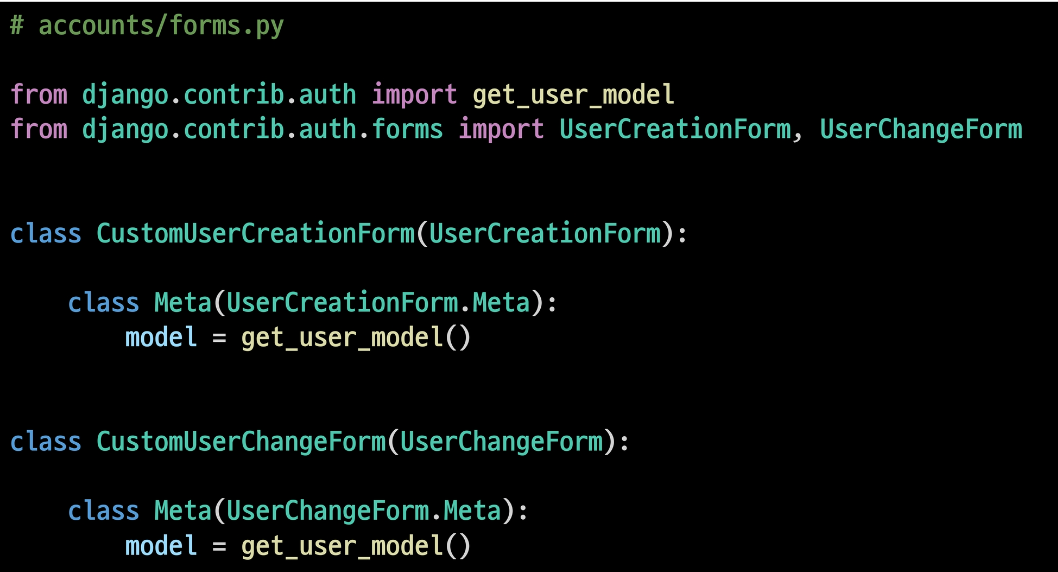 # accounts/forms.py
from django.contrib.auth import get_user_model
from django.contrib.auth.forms import UserCreationForm, UserChangeForm
class CustomUserCreationForm(UserCreationForm):
    class Meta(UserCreationForm.Meta):
        model = get_user_model()
class CustomUserChangeForm(UserChangeForm):
    class Meta(UserChangeForm.Meta):
        model = get_user_model()